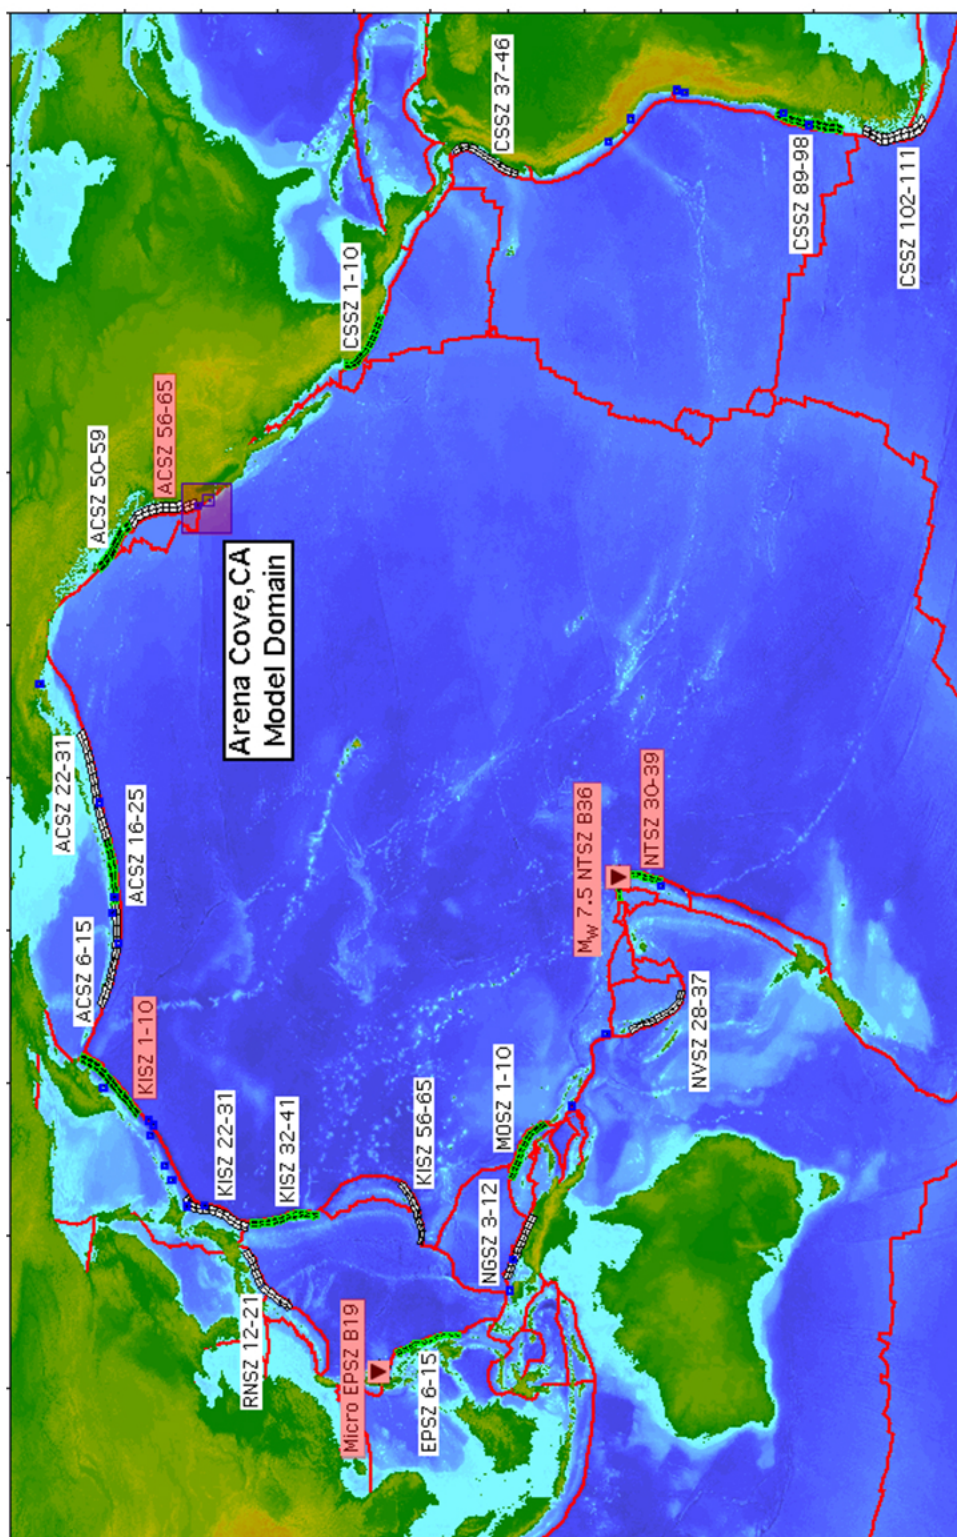 ACSZ 6-15
ACSZ 22-31
ACSZ 16-25
ACSZ 50-59
ACSZ 56-65
Arena Cove,CA
Model Domain
KISZ 1-10
KISZ 22-31
KISZ 32-41
KISZ 56-65
RNSZ 12-21
Micro EPSZ B19
EPSZ 6-15
NGSZ 3-12
MOSZ 1-10
NVSZ 28-37
Mw 7.5 NTSZ B36
NTSZ 30-39
CSSZ 1-10
CSSZ 37-46
CSSZ 89-98
CSSZ 102-111